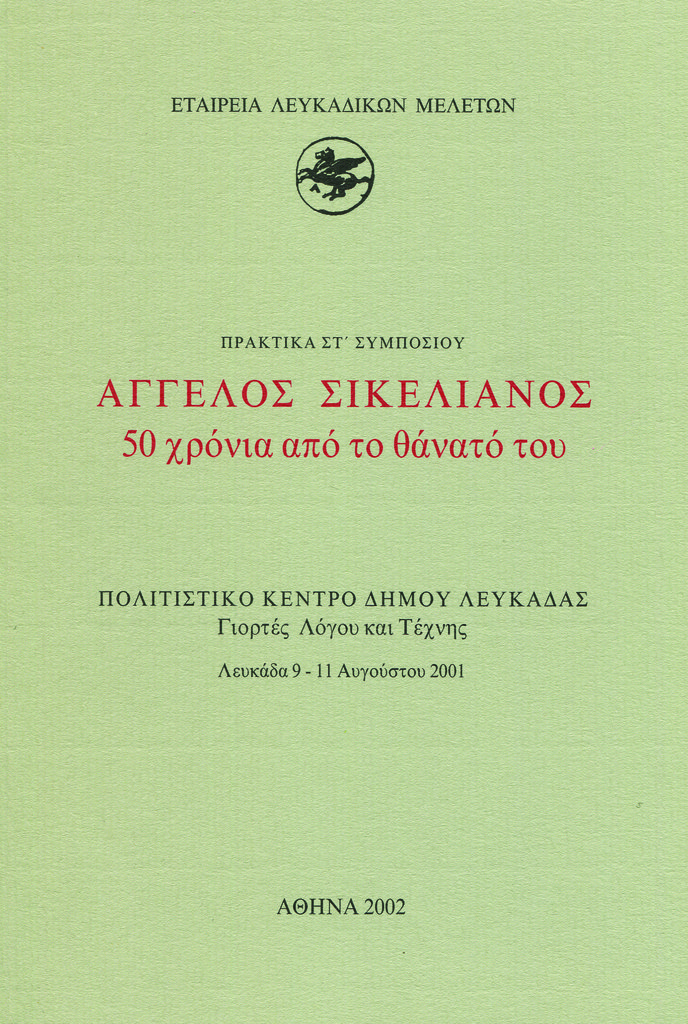 ΕΤΑΙΡΕΙΑ ΛΕΥΚΑΔΙΚΩΝ ΜΕΛΕΤΩΝ
Λ
ΠΡΑΚΤΙΚΑ ΣΤ΄ ΣΥΜΠΟΣΙΟΥ
ΑΓΓΕΛΟΣ ΣΙΚΕΛΙΑΝΟΣ
50 χρόνια από το θάνατό του
ΠΟΛΙΤΙΣΤΙΚΟ ΚΕΝΤΡΟ ΔΗΜΟΥ ΛΕΥΚΑΔΑΣ
Γιορτές Λόγου και Τέχνης
Λευκάδα 9 - 11 Αυγούστου 2001
ΑΘΗΝΑ 2002